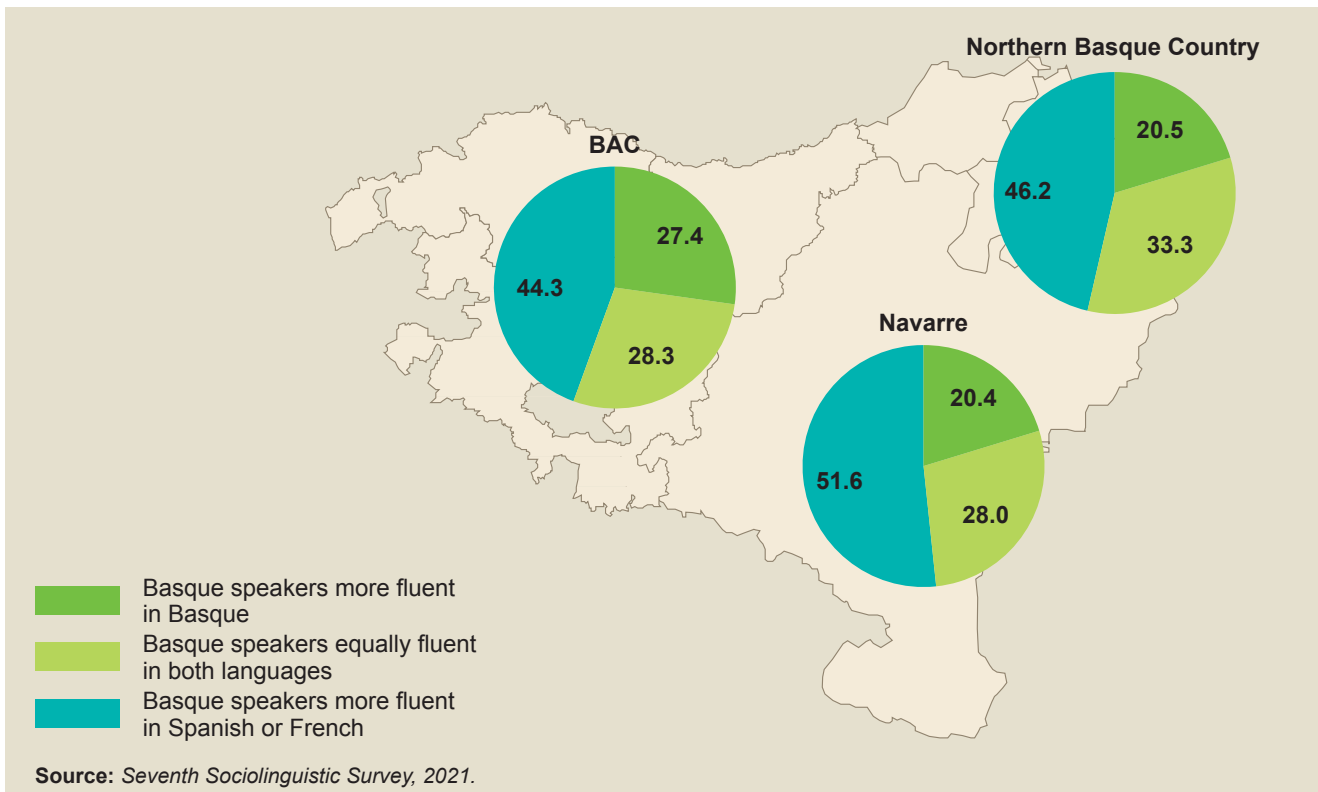 Northern Basque Country
20.5
46.2
33.3
BAC
27.4
44.3
28.3
Navarre
20.4
51.6
28.0
Basque speakers more fluent
in Basque
Basque speakers equally fluent
in both languages
Basque speakers more fluent
in Spanish or French
Source: Seventh Sociolinguistic Survey, 2021.